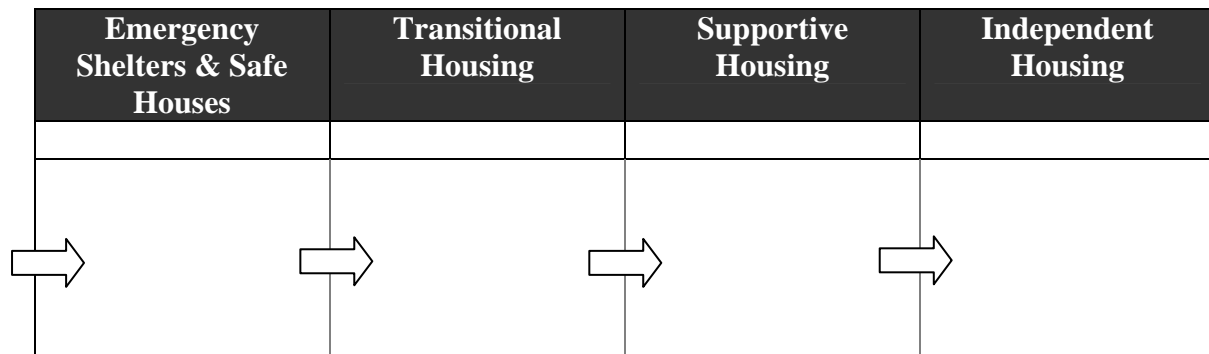 Emergency
Shelters & Safe
Houses
Transitional
Housing
Supportive
Housing
Independent
Housing